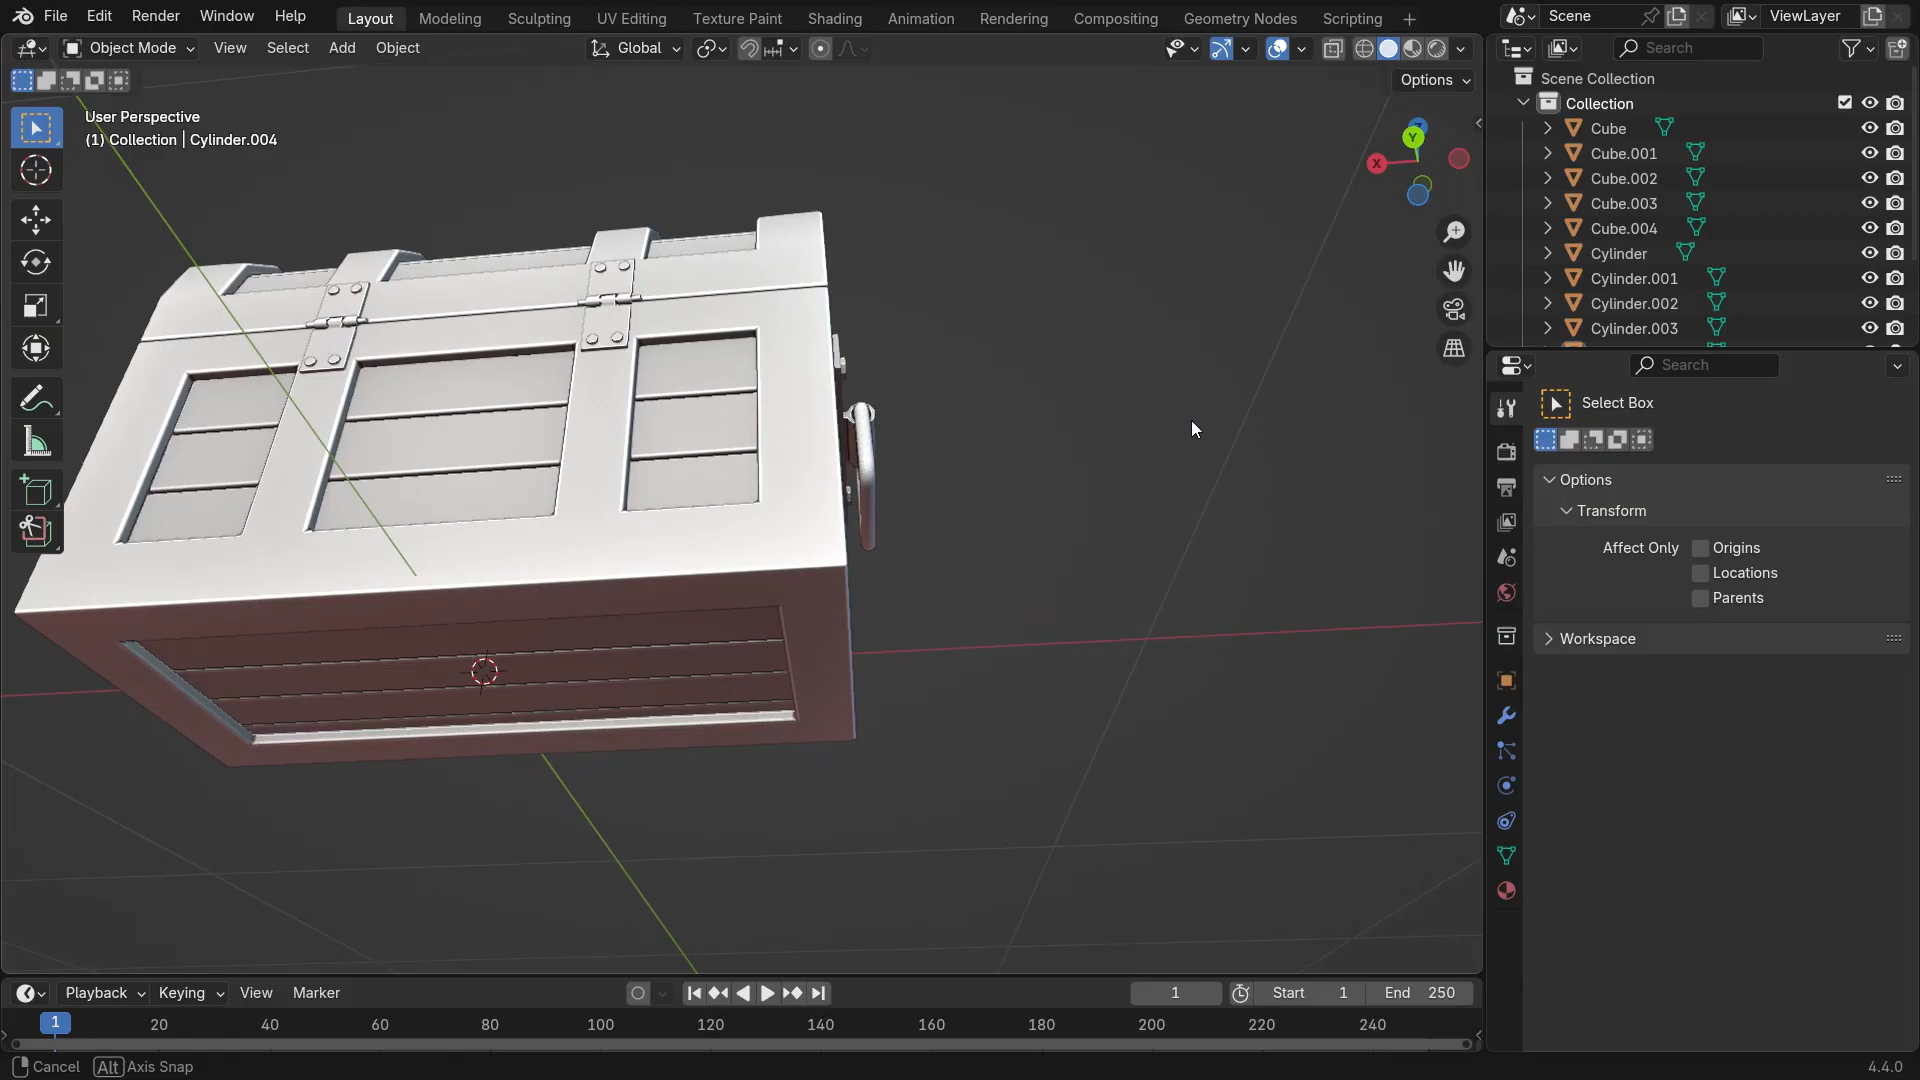 File Edit Render Window Help Layout Modeling Sculpting UV Editing Texture Paint Shading Animation Rendering Compositing Geometry Nodes Scripting + Scene ViewLayer
Object Mode View Select Add Object Global Search
Options
User Perspective
(1) Collection | Cylinder.004
Z
Y
X
Scene Collection
Collection
Cube
Cube.001
Cube.002
Cube.003
Cube.004
Cylinder
Cylinder.001
Cylinder.002
Cylinder.003
Search
Select Box
Options
Transform
Affect Only Origins
Locations
Parents
Workspace
Playback Keying View Marker 1 Start 1 End 250
1 20 40 60 80 100 120 140 160 180 200 220 240
Cancel Alt Axis Snap 4.4.0